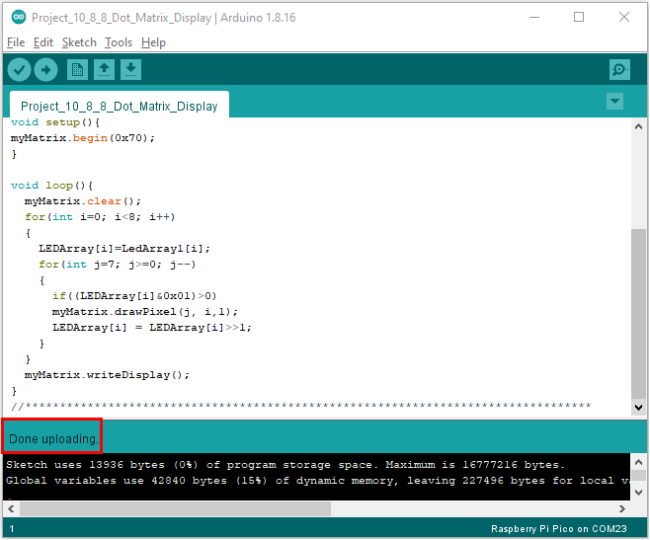 Project_10_8_8_Dot_Matrix_Display | Arduino 1.8.16
File Edit Sketch Tools Help
Project_10_8_8_Dot_Matrix_Display
void setup(){
myMatrix.begin(0x70);
}
void loop(){
myMatrix.clear();
for(int i=0; i<8; i++)
{
LEDArray[i]=LedArray1[i];
for(int j=7; j>=0; j--)
{
if((LEDArray[i]&0x01)>0)
myMatrix.drawPixel(j, i,1);
LEDArray[i] = LEDArray[i]>>1;
}
}
myMatrix.writeDisplay();
}
//**********************************************************************************
Done uploading.
Sketch uses 13936 bytes (0%) of program storage space. Maximum is 16777216 bytes.
Global variables use 42040 bytes (15%) of dynamic memory, leaving 227496 bytes for local va
1
Raspberry Pi Pico on COM23